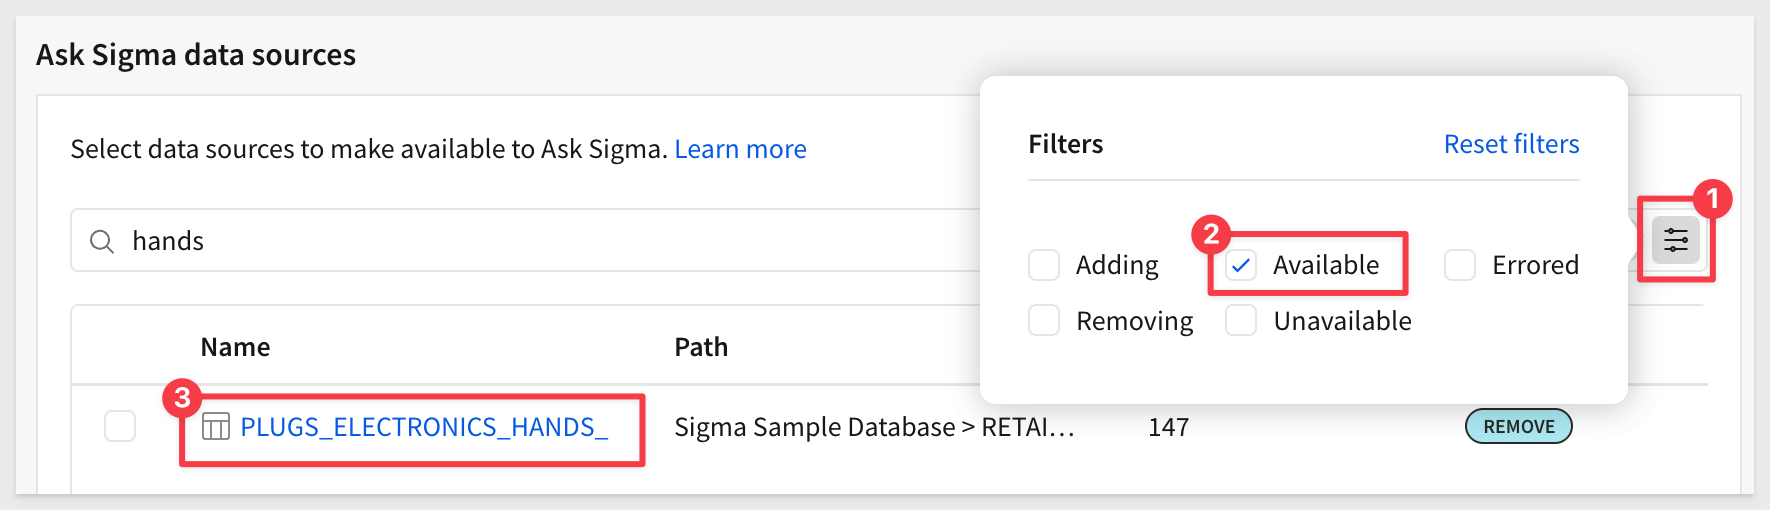 Ask Sigma data sources
Select data sources to make available to Ask Sigma. Learn more
hands
Filters
Reset filters
1
2
Adding
Available
Errored
Removing
Unavailable
Name
Path
3
PLUGS_ELECTRONICS_HANDS_
Sigma Sample Database > RETAI...
147
REMOVE